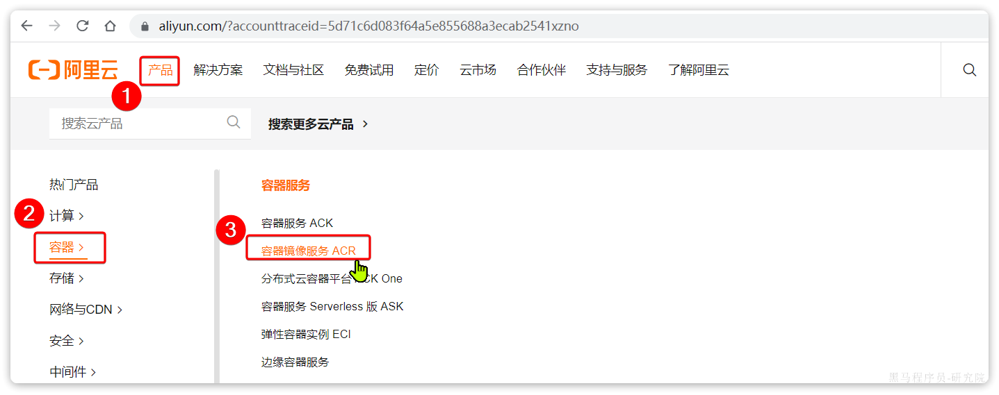 aliyun.com/?accounttraceid=5d71c6d083f64a5e855688a3ecab2541xzno
阿里云 产品 解决方案 文档与社区 免费试用 定价 云市场 合作伙伴 支持与服务 了解阿里云
1
搜索云产品 搜索更多云产品 >
热门产品
2
计算 >
容器 >
存储 >
网络与CDN >
安全 >
中间件 >
容器服务
3
容器服务 ACK
容器镜像服务 ACR
分布式云容器平台 ACK One
容器服务 Serverless 版 ASK
弹性容器实例 ECI
边缘容器服务
黑马程序员-研究院